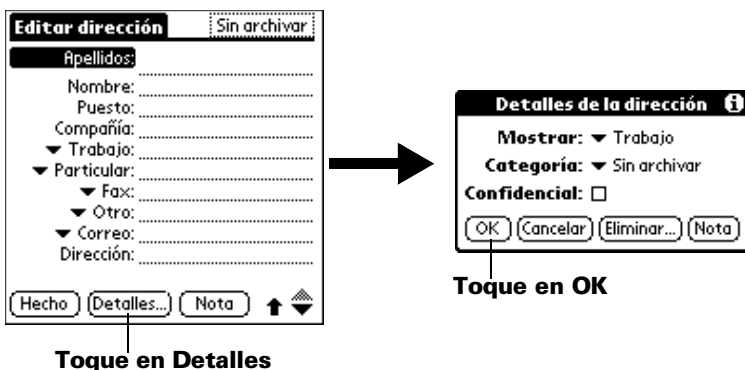 Editar dirección
Sin archivar
Apellidos:
Nombre:
Puesto:
Compañía:
Trabajo:
Particular:
Fax:
Otro:
Correo:
Dirección:
Hecho
Detalles...
Nota
Toque en Detalles
Detalles de la dirección
Mostrar: Trabajo
Categoría: Sin archivar
Confidencial:
OK
Cancelar
Eliminar...
Nota
Toque en OK